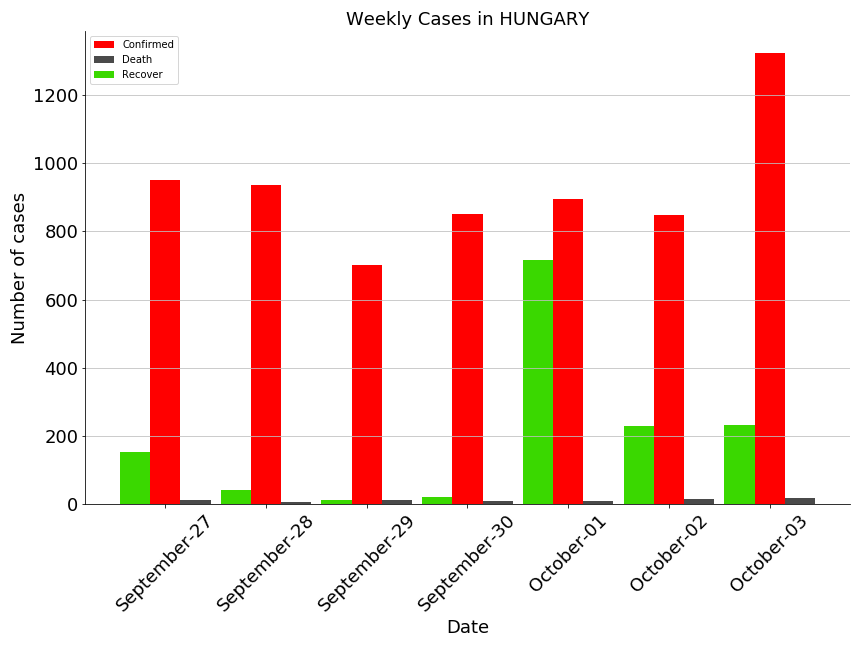 Weekly Cases in HUNGARY
Confirmed
Death
Recover
1200
1000
800
600
400
200
0
Number of cases
September-27
September-28
September-29
September-30
October-01
October-02
October-03
Date